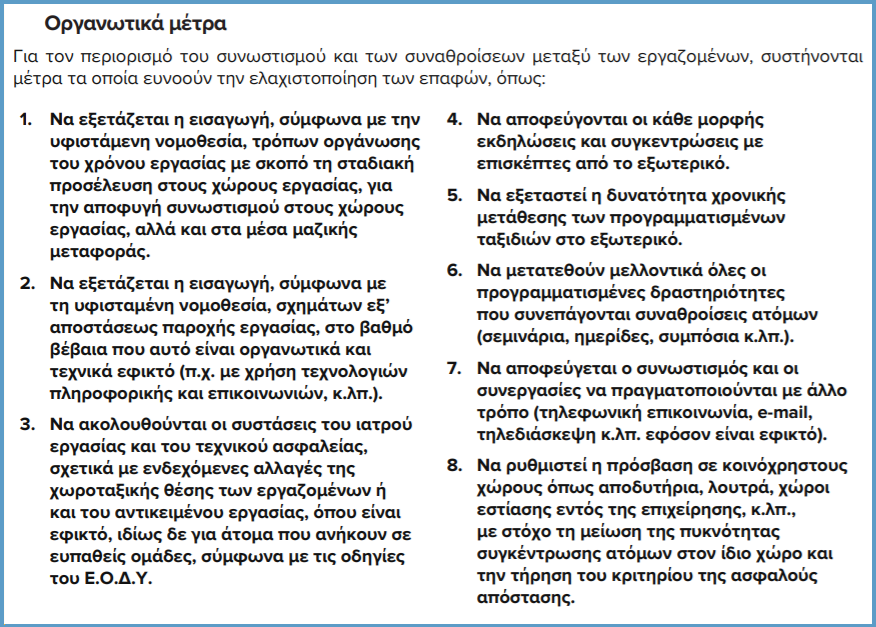 Οργανωτικά μέτρα
Για τον περιορισμό του συνωστισμού και των συναθροίσεων μεταξύ των εργαζομένων, συστήνονται
μέτρα τα οποία ευνοούν την ελαχιστοποίηση των επαφών, όπως:
1. Να εξετάζεται η εισαγωγή, σύμφωνα με την
υφιστάμενη νομοθεσία, τρόπων οργάνωσης
του χρόνου εργασίας με σκοπό τη σταδιακή
προσέλευση στους χώρους εργασίας, για
την αποφυγή συνωστισμού στους χώρους
εργασίας, αλλά και στα μέσα μαζικής
μεταφοράς.
2. Να εξετάζεται η εισαγωγή, σύμφωνα με
τη υφισταμένη νομοθεσία, σχημάτων εξ’
αποστάσεως παροχής εργασίας, στο βαθμό
βέβαια που αυτό είναι οργανωτικά και
τεχνικά εφικτό (π.χ. με χρήση τεχνολογιών
πληροφορικής και επικοινωνιών, κ.λπ.).
3. Να ακολουθούνται οι συστάσεις του ιατρού
εργασίας και του τεχνικού ασφαλείας,
σχετικά με ενδεχόμενες αλλαγές της
χωροταξικής θέσης των εργαζομένων ή
και του αντικειμένου εργασίας, όπου είναι
εφικτό, ιδίως δε για άτομα που ανήκουν σε
ευπαθείς ομάδες, σύμφωνα με τις οδηγίες
του Ε.Ο.Δ.Υ.
4. Να αποφεύγονται οι κάθε μορφής
εκδηλώσεις και συγκεντρώσεις με
επισκέπτες από το εξωτερικό.
5. Να εξεταστεί η δυνατότητα χρονικής
μετάθεσης των προγραμματισμένων
ταξιδιών στο εξωτερικό.
6. Να μετατεθούν μελλοντικά όλες οι
προγραμματισμένες δραστηριότητες
που συνεπάγονται συναθροίσεις ατόμων
(σεμινάρια, ημερίδες, συμπόσια κ.λπ.).
7. Να αποφεύγεται ο συνωστισμός και οι
συνεργασίες να πραγματοποιούνται με άλλο
τρόπο (τηλεφωνική επικοινωνία, e-mail,
τηλεδιάσκεψη κ.λπ. εφόσον είναι εφικτό).
8. Να ρυθμιστεί η πρόσβαση σε κοινόχρηστους
χώρους όπως αποδυτήρια, λουτρά, χώροι
εστίασης εντός της επιχείρησης, κ.λπ.,
με στόχο τη μείωση της πυκνότητας
συγκέντρωσης ατόμων στον ίδιο χώρο και
την τήρηση του κριτηρίου της ασφαλούς
απόστασης.